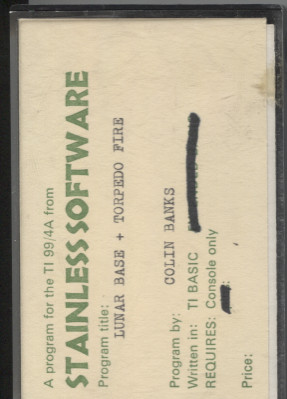 A program for the TI 99/4A from
STAINLESS SOFTWARE
Program title:
LUNAR BASE + TORPEDO FIRE
Program by: COLIN BANKS
Written in: TI BASIC
REQUIRES: Console only
Price: